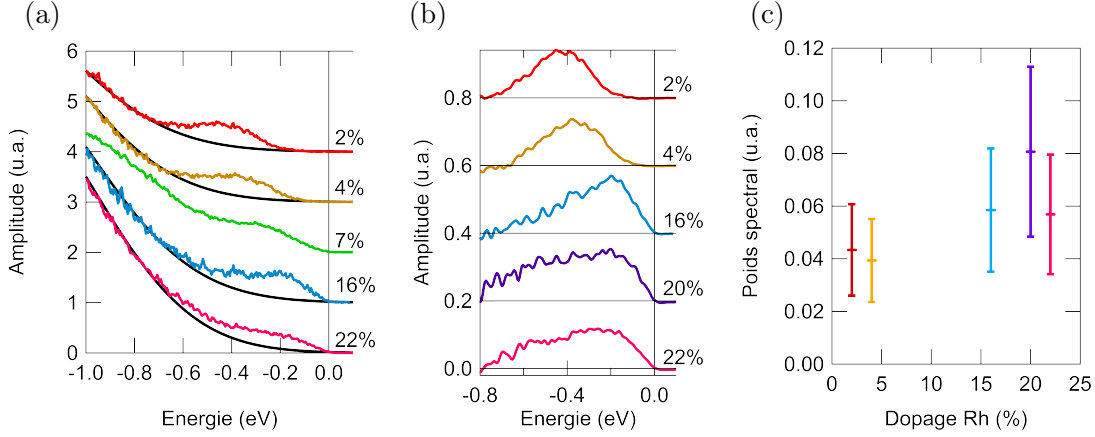 (a)
6
5
4
3
2
1
0
Amplitude (u.a.)
2%
4%
7%
16%
22%
-1.0 -0.8 -0.6 -0.4 -0.2 0.0
Energie (eV)
(b)
0.8
0.6
0.4
0.2
0.0
Amplitude (u.a.)
2%
4%
16%
20%
22%
-0.8 -0.4 0.0
Energie (eV)
(c)
0.12
0.10
0.08
0.06
0.04
0.02
0.00
Poids spectral (u.a.)
0 5 10 15 20 25
Dopage Rh (%)